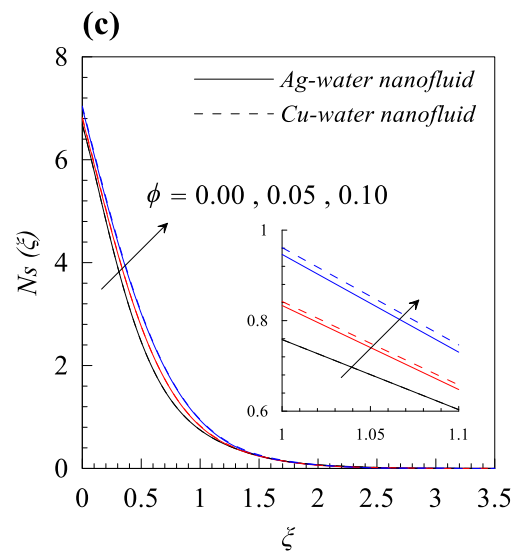 (c)
8
6
4
2
0
Ns (ξ)
Ag-water nanofluid
Cu-water nanofluid
ϕ = 0.00 , 0.05 , 0.10
1
0.8
0.6
1 1.05 1.1
0 0.5 1 1.5 2 2.5 3 3.5
ξ